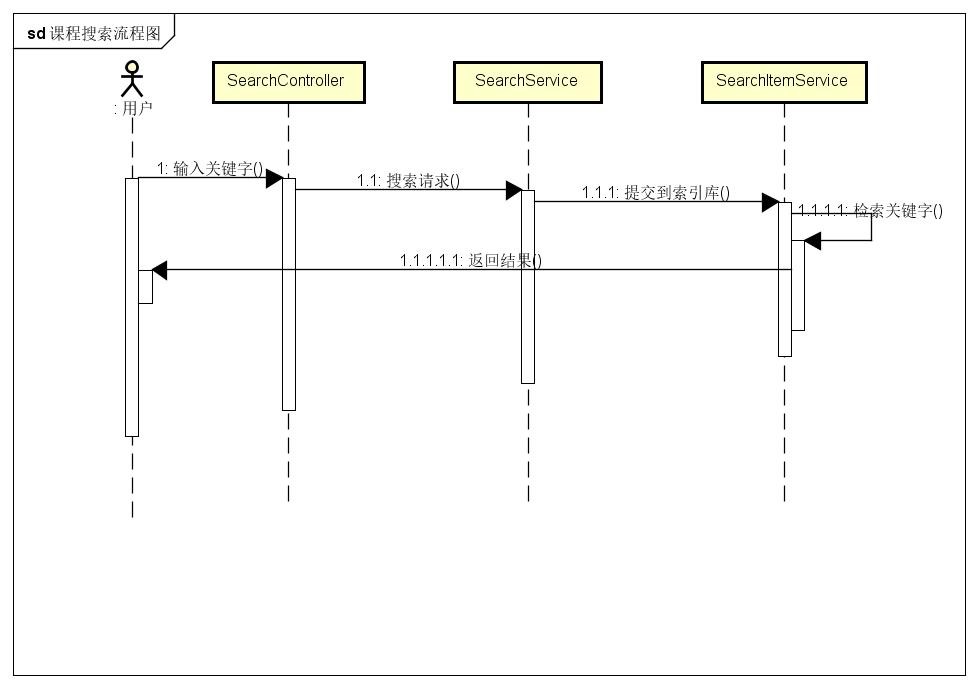 sd 课程搜索流程图
: 用户
SearchController
SearchService
SearchItemService
1: 输入关键字()
1.1: 搜索请求()
1.1.1: 提交到索引库()
1.1.1.1: 检索关键字()
1.1.1.1.1: 返回结果()